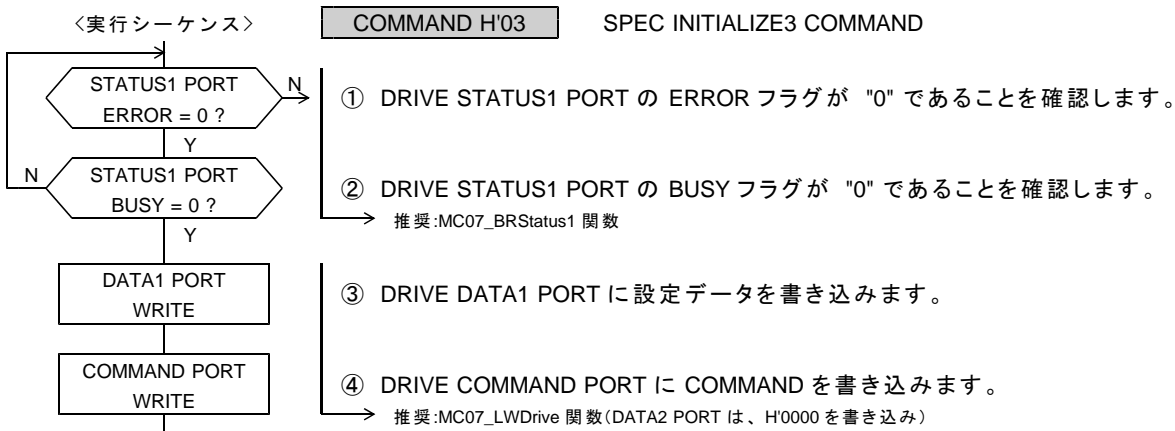 〈実行シーケンス〉 COMMAND H'03 SPEC INITIALIZE3 COMMAND
STATUS1 PORT
ERROR = 0 ?
N
① DRIVE STATUS1 PORT の ERROR フラグが "0" であることを確認します。
Y
N
STATUS1 PORT
BUSY = 0 ?
② DRIVE STATUS1 PORT の BUSY フラグが "0" であることを確認します。
推奨:MC07_BRStatus1 関数
Y
DATA1 PORT
WRITE
③ DRIVE DATA1 PORT に設定データを書き込みます。
COMMAND PORT
WRITE
④ DRIVE COMMAND PORT に COMMAND を書き込みます。
推奨:MC07_LWDrive 関数(DATA2 PORT は、H'0000 を書き込み)